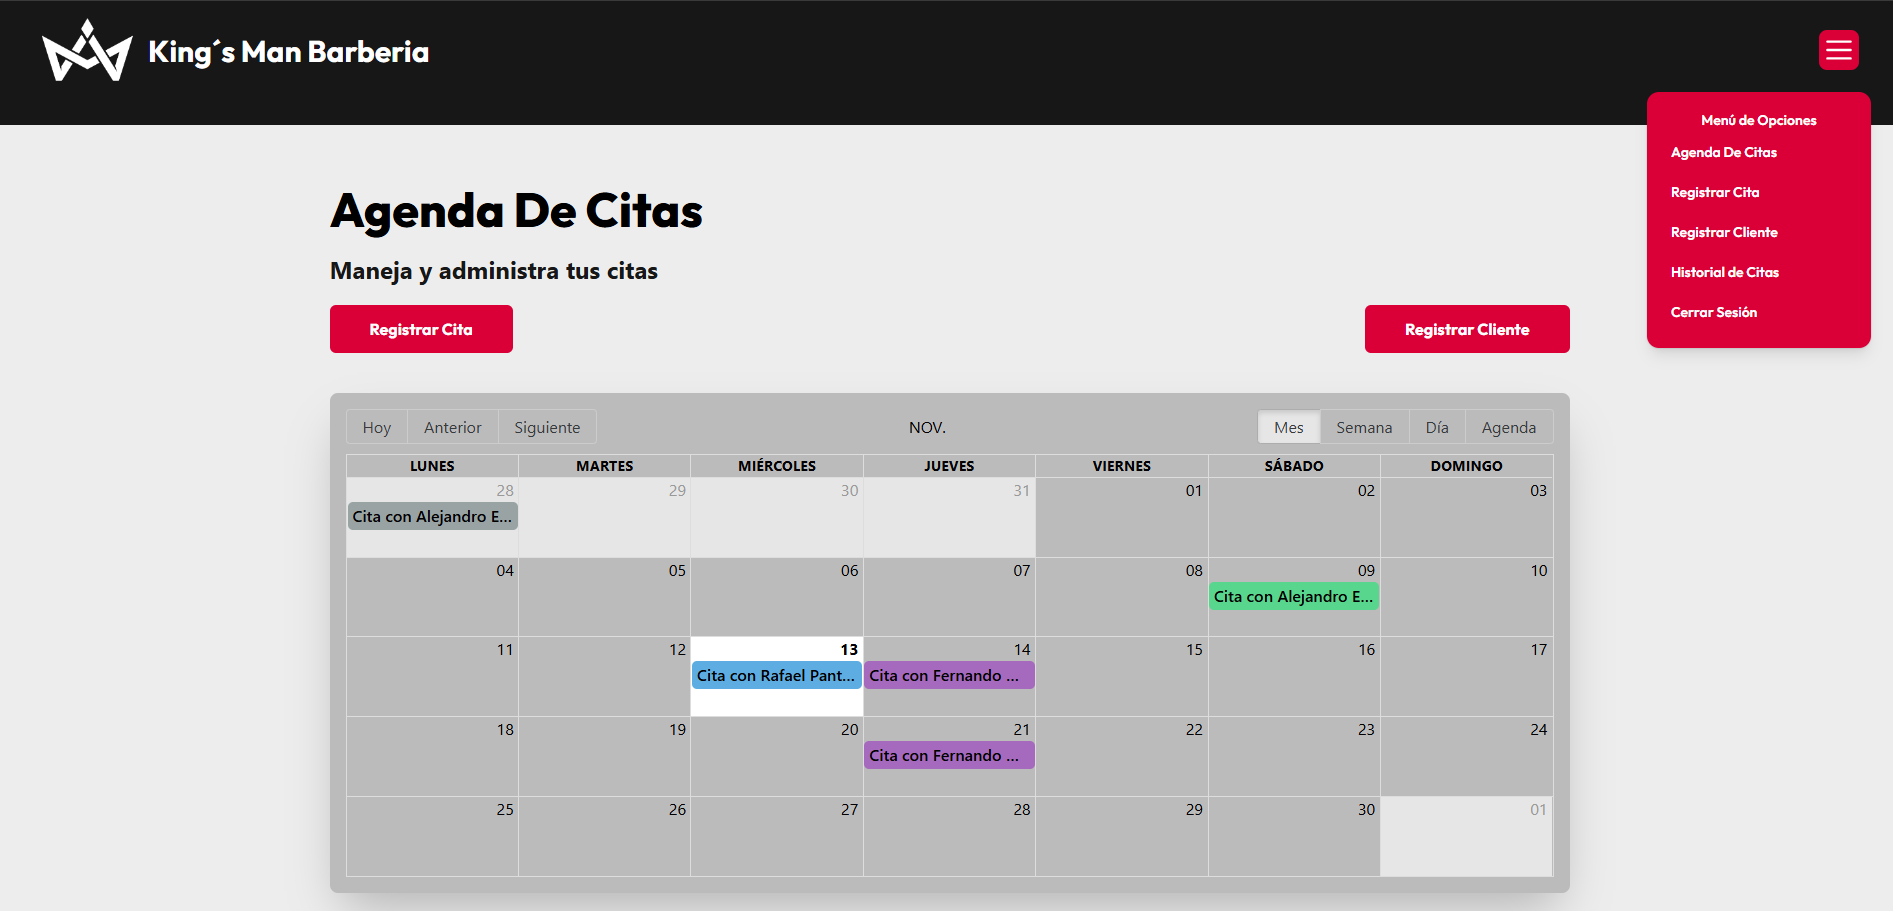 King´s Man Barberia
Menú de Opciones
Agenda De Citas
Registrar Cita
Registrar Cliente
Historial de Citas
Cerrar Sesión
Agenda De Citas
Maneja y administra tus citas
Registrar Cita
Registrar Cliente
Hoy Anterior Siguiente NOV. Mes Semana Día Agenda
LUNES MARTES MIÉRCOLES JUEVES VIERNES SÁBADO DOMINGO
28 29 30 31 01 02 03
Cita con Alejandro E...
04 05 06 07 08 09 10
Cita con Alejandro E...
11 12 13 14 15 16 17
Cita con Rafael Pant... Cita con Fernando ...
18 19 20 21 22 23 24
Cita con Fernando ...
25 26 27 28 29 30 01